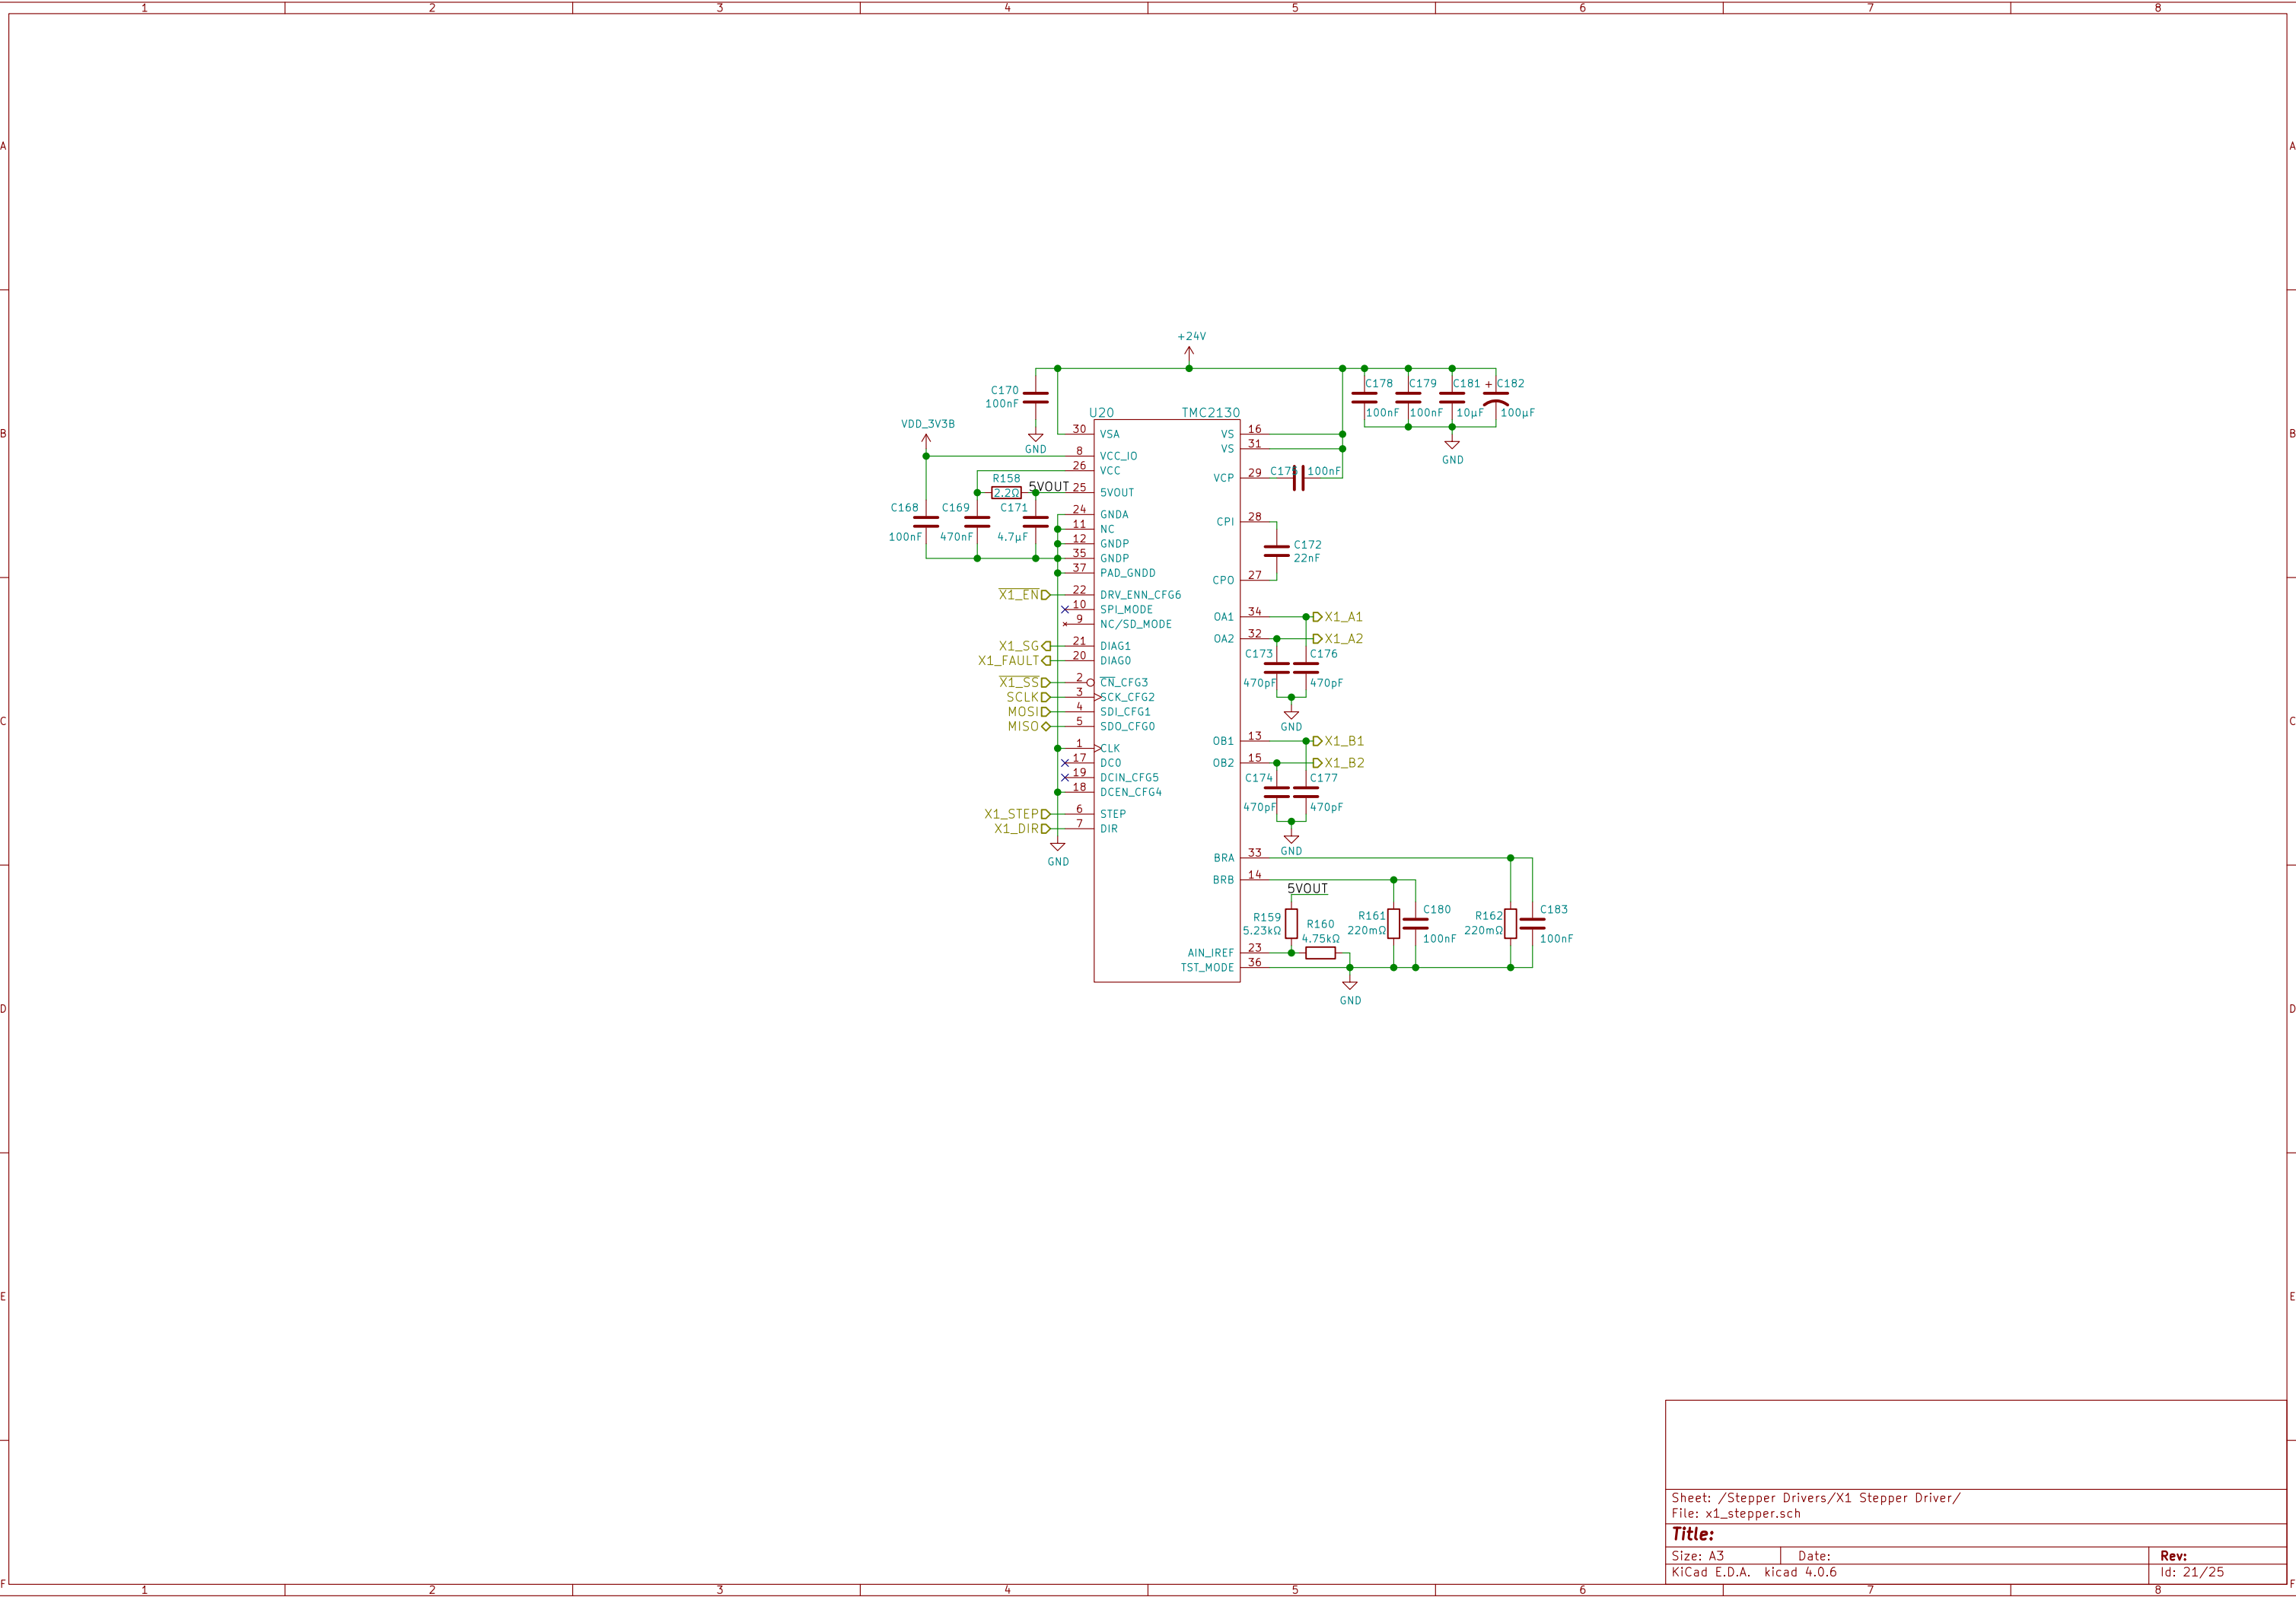 1 2 3 4 5 6 7 8
A A
B B
C C
D D
E E
F F
+24V
C170
100nF
GND
C178
100nF
C179
100nF
C181
10µF
+
C182
100µF
GND
VDD_3V3B
U20 TMC2130
30 VSA
8 VCC_IO
26 VCC
R158
2.2Ω
5VOUT
25 5VOUT
C168
100nF
C169
470nF
C171
4.7µF
24 GNDA
11 NC
12 GNDP
35 GNDP
37 PAD_GNDD
X1_EN 22 DRV_ENN_CFG6
10 SPI_MODE
9 NC/SD_MODE
X1_SG 21 DIAG1
X1_FAULT 20 DIAG0
X1_SS 2 CN_CFG3
SCLK 3 SCK_CFG2
MOSI 4 SDI_CFG1
MISO 5 SDO_CFG0
1 CLK
17 DCO
19 DCIN_CFG5
18 DCEN_CFG4
X1_STEP 6 STEP
X1_DIR 7 DIR
GND
VS 16
VS 31
VCP 29
C175 100nF
CPI 28
C172
22nF
CPO 27
OA1 34 X1_A1
OA2 32 X1_A2
C173
470pF
C176
470pF
GND
OB1 13 X1_B1
OB2 15 X1_B2
C174
470pF
C177
470pF
GND
BRA 33
BRB 14
5VOUT
R159
5.23kΩ
R160
4.75kΩ
R161
220mΩ
C180
100nF
R162
220mΩ
C183
100nF
AIN_IREF 23
TST_MODE 36
GND
Sheet: /Stepper Drivers/X1 Stepper Driver/
File: x1_stepper.sch
Title:
Size: A3 Date: Rev:
KiCad E.D.A. kicad 4.0.6 Id: 21/25
1 2 3 4 5 6 7 8